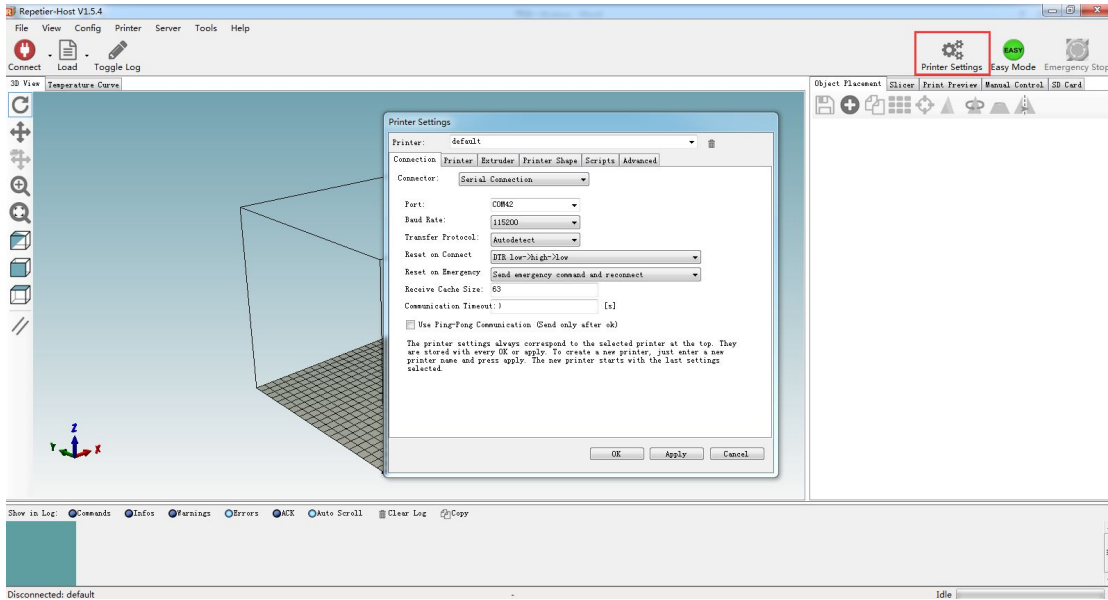 Repetier-Host V1.5.4
File View Config Printer Server Tools Help
Connect Load Toggle Log
Printer Settings Easy Mode Emergency Stop
EASY
3D View Temperature Curve
Object Placement Slicer Print Preview Manual Control SD Card
Printer Settings
Printer: default
Connection Printer Extruder Printer Shape Scripts Advanced
Connector: Serial Connection
Port: COM42
Baud Rate: 115200
Transfer Protocol: Autodetect
Reset on Connect DTR low->high->low
Reset on Emergency Send emergency command and reconnect
Receive Cache Size: 63
Communication Timeout: [s]
Use Ping-Pong Communication (Send only after ok)
The printer settings always correspond to the selected printer at the top. They
are stored with every OK or apply. To create a new printer, just enter a new
printer name and press apply. The new printer starts with the last settings
selected.
OK Apply Cancel
Z
Y X
Show in Log: Commands Infos Warnings Errors ACK Auto Scroll Clear Log Copy
Disconnected: default - Idle